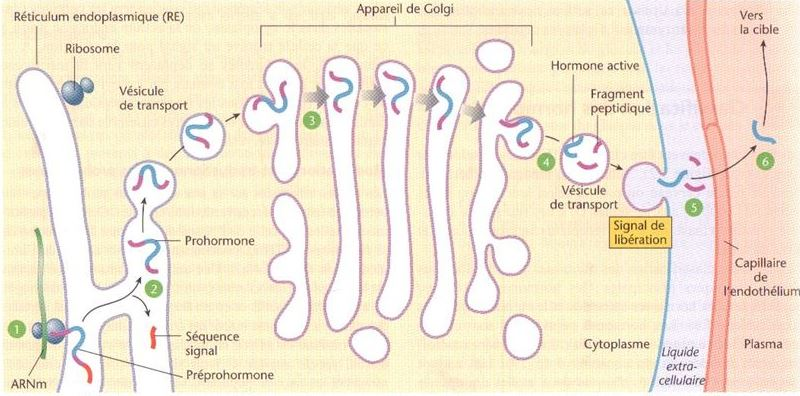 Réticulum endoplasmique (RE)
Ribosome
Vésicule
de transport
Appareil de Golgi
Hormone active
Fragment
peptidique
Vers
la cible
3
4
5
6
Vésicule
de transport
Signal de
libération
Prohormone
2
1
Séquence
signal
Préprohormone
ARNm
Cytoplasme
Liquide
extra-
cellulaire
Capillaire
de
l'endothélium
Plasma